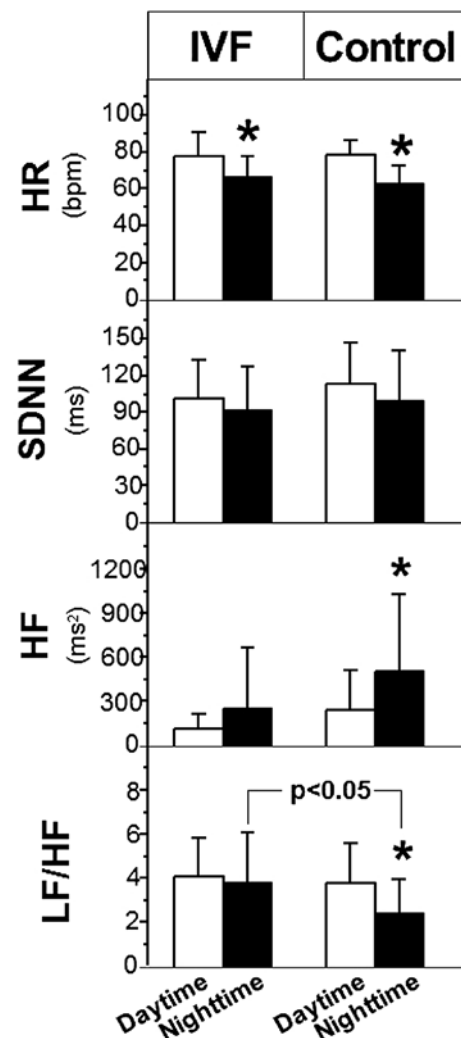 IVF Control
HR
(bpm)
100
80
60
40
20
0
* *
SDNN
(ms)
150
120
90
60
30
0
HF
(ms²)
1200
900
600
300
0
*
LF/HF
8
6
4
2
0
p<0.05
*
Daytime Nighttime Daytime Nighttime